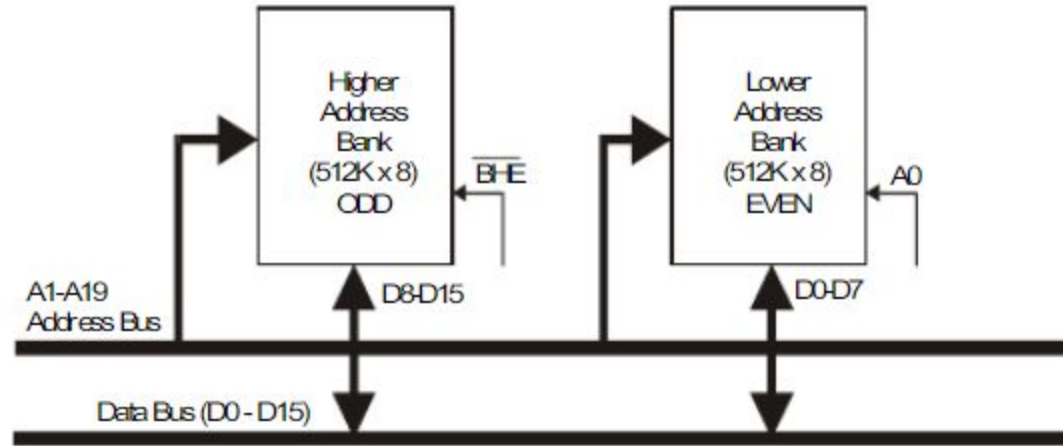 Higher
Address
Bank
(512K x 8)
ODD
BHE
Lower
Address
Bank
(512K x 8)
EVEN
A0
A1-A19
Address Bus
D8-D15
D0-D7
Data Bus (D0 - D15)